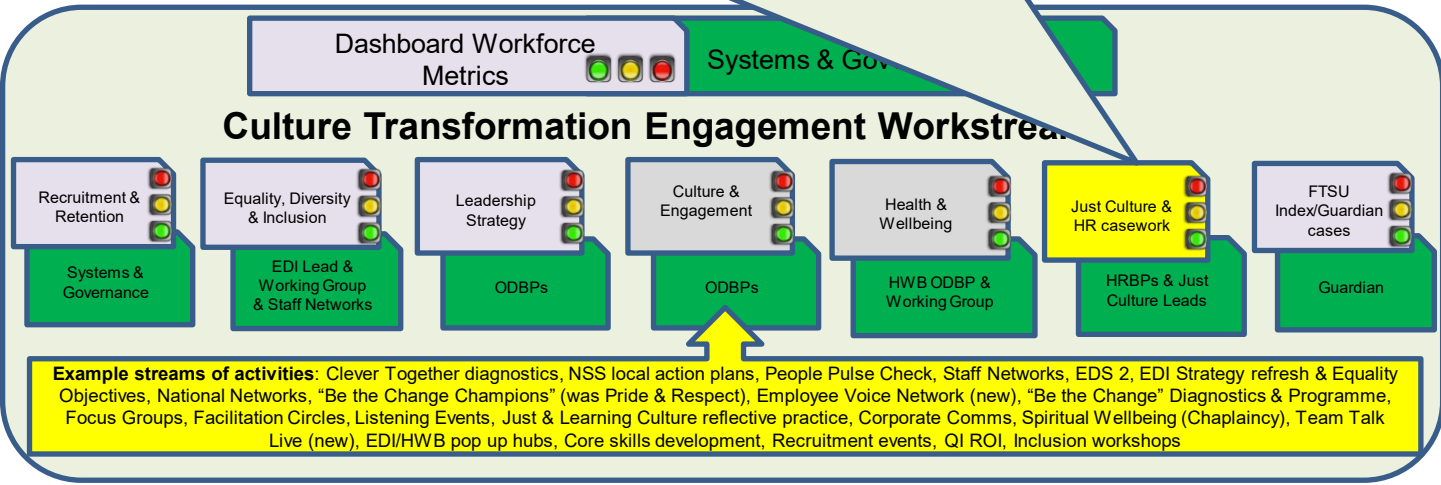 Dashboard Workforce
Metrics
Systems & Gov
Culture Transformation Engagement Workstrea
Recruitment &
Retention
Systems &
Governance
Equality, Diversity
& Inclusion
EDI Lead &
Working Group
& Staff Networks
Leadership
Strategy
ODBPs
Culture &
Engagement
ODBPs
Health &
Wellbeing
HWB ODBP &
Working Group
Just Culture &
HR casework
HRBPs & Just
Culture Leads
FTSU
Index/Guardian
cases
Guardian
Example streams of activities: Clever Together diagnostics, NSS local action plans, People Pulse Check, Staff Networks, EDS 2, EDI Strategy refresh & Equality
Objectives, National Networks, “Be the Change Champions” (was Pride & Respect), Employee Voice Network (new), “Be the Change” Diagnostics & Programme,
Focus Groups, Facilitation Circles, Listening Events, Just & Learning Culture reflective practice, Corporate Comms, Spiritual Wellbeing (Chaplaincy), Team Talk
Live (new), EDI/HWB pop up hubs, Core skills development, Recruitment events, QI ROI, Inclusion workshops